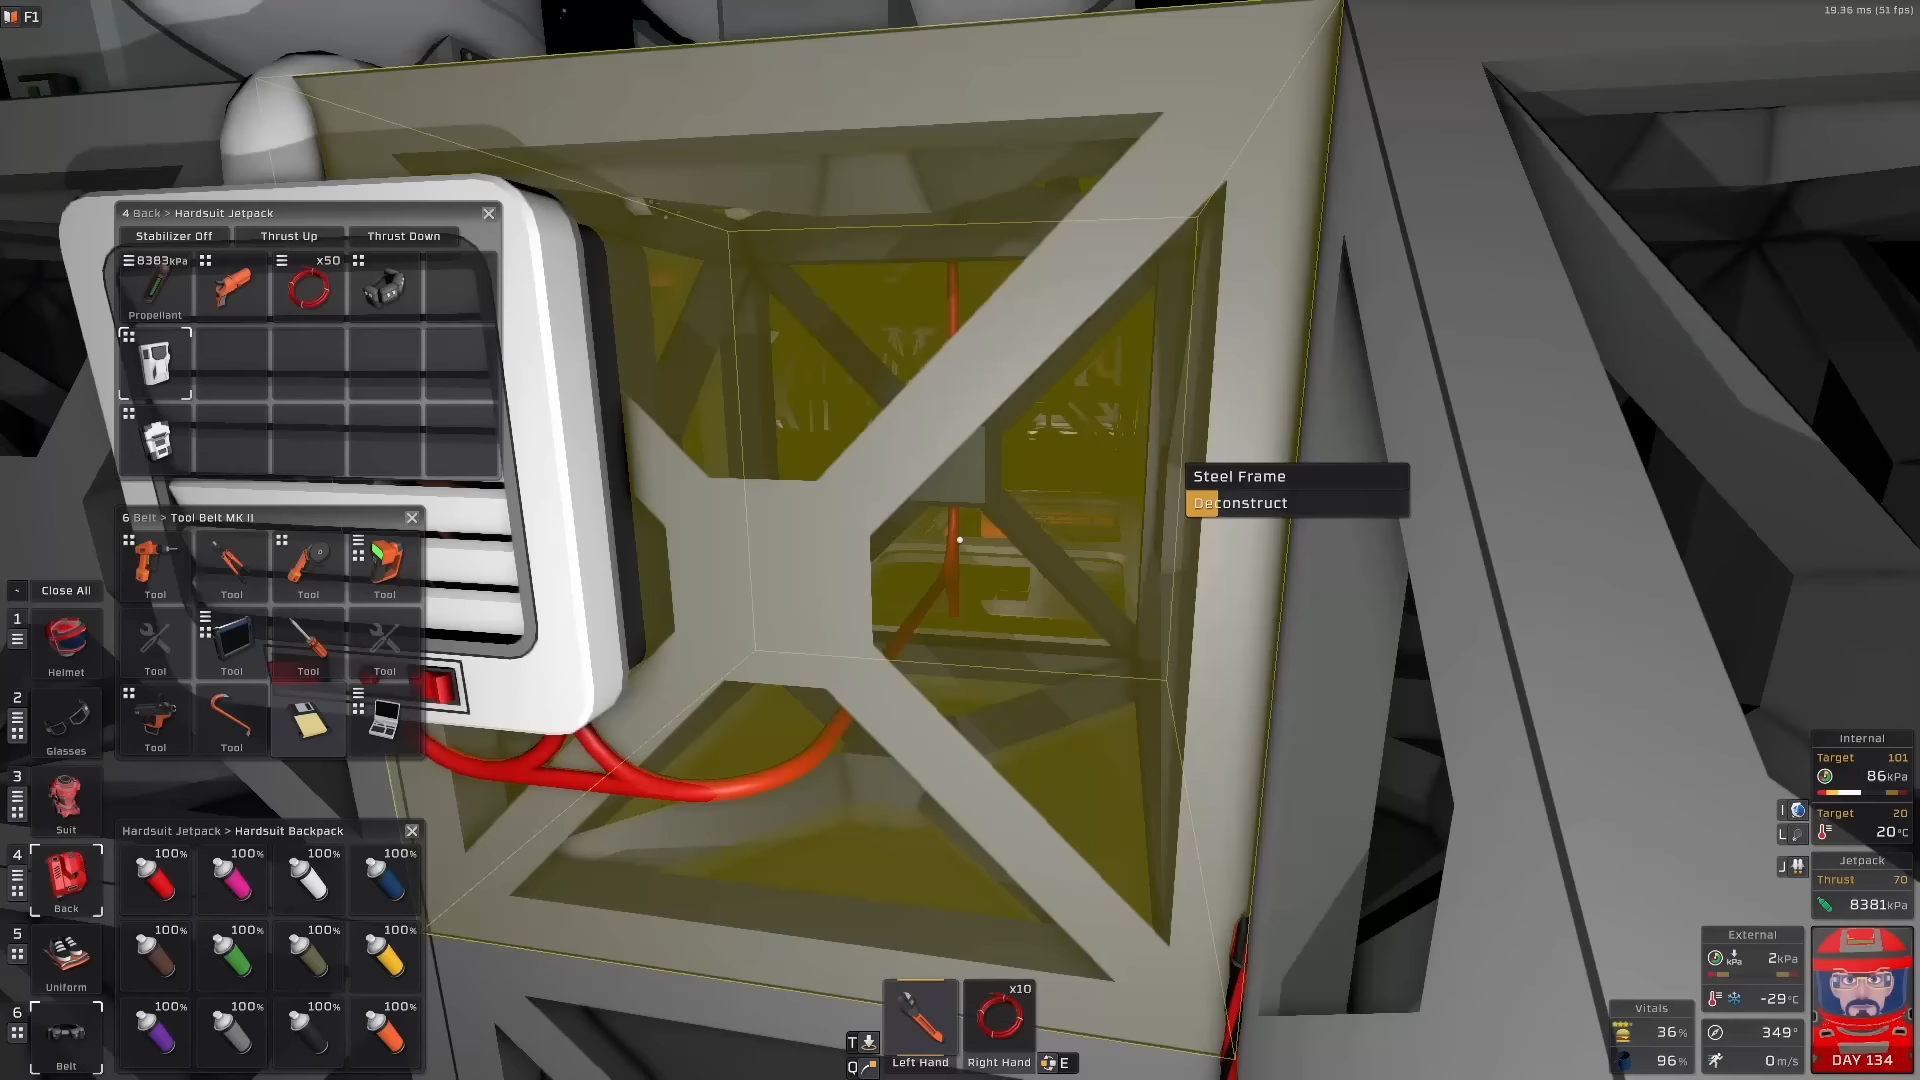 F1
19.36 ms (51 fps)
4 Back > Hardsuit Jetpack
Stabilizer Off Thrust Up Thrust Down
8383kPa x50
Propellant
6 Belt > Tool Belt MK II
Tool Tool Tool Tool
Tool Tool Tool Tool
Tool Tool
Steel Frame
Deconstruct
~ Close All
1 Helmet
2 Glasses
3 Suit
4 Back
5 Uniform
6 Belt
Hardsuit Jetpack > Hardsuit Backpack
100% 100% 100% 100%
100% 100% 100% 100%
100% 100% 100% 100%
x10
T
Q
Left Hand Right Hand E
Internal
Target 101
86kPa
Target 20
20°C
I
L
J
Jetpack
Thrust 70
8381kPa
External
kPa 2kPa
-29°C
349°
0m/s
Vitals
36%
96%
DAY 134